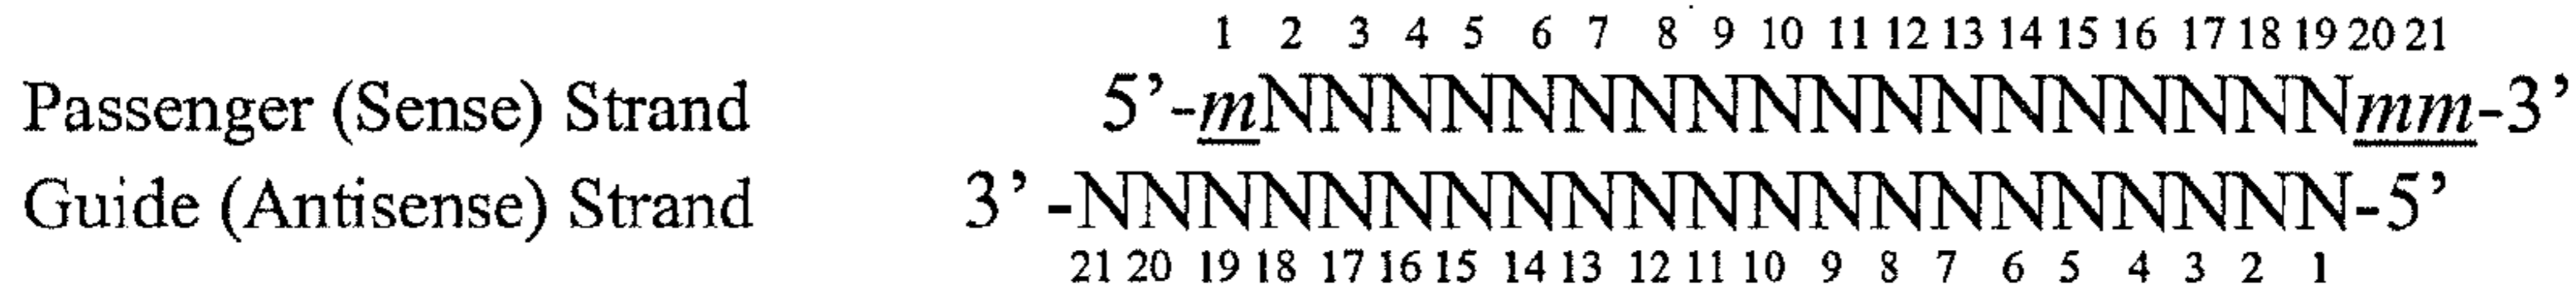 1 2 3 4 5 6 7 8 9 10 11 12 13 14 15 16 17 18 19 20 21
Passenger (Sense) Strand 5’-mNNNNNNNNNNNNNNNNNNmm-3’
Guide (Antisense) Strand 3’-NNNNNNNNNNNNNNNNNNNNN-5’
21 20 19 18 17 16 15 14 13 12 11 10 9 8 7 6 5 4 3 2 1